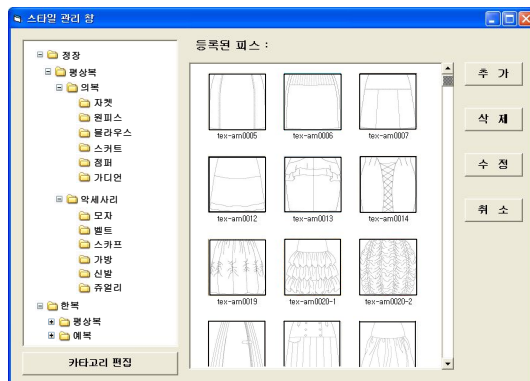 스타일 관리 창
정장
평상복
의복
자켓
원피스
블라우스
스커트
점퍼
가디언
악세사리
모자
벨트
스카프
가방
신발
쥬얼리
한복
평상복
예복
카타고리 편집
등록된 피스 :
tex-am0005 tex-am0006 tex-am0007
tex-am0012 tex-am0013 tex-am0014
tex-am0019 tex-am0020-1 tex-am0020-2
추 가
삭 제
수 정
취 소